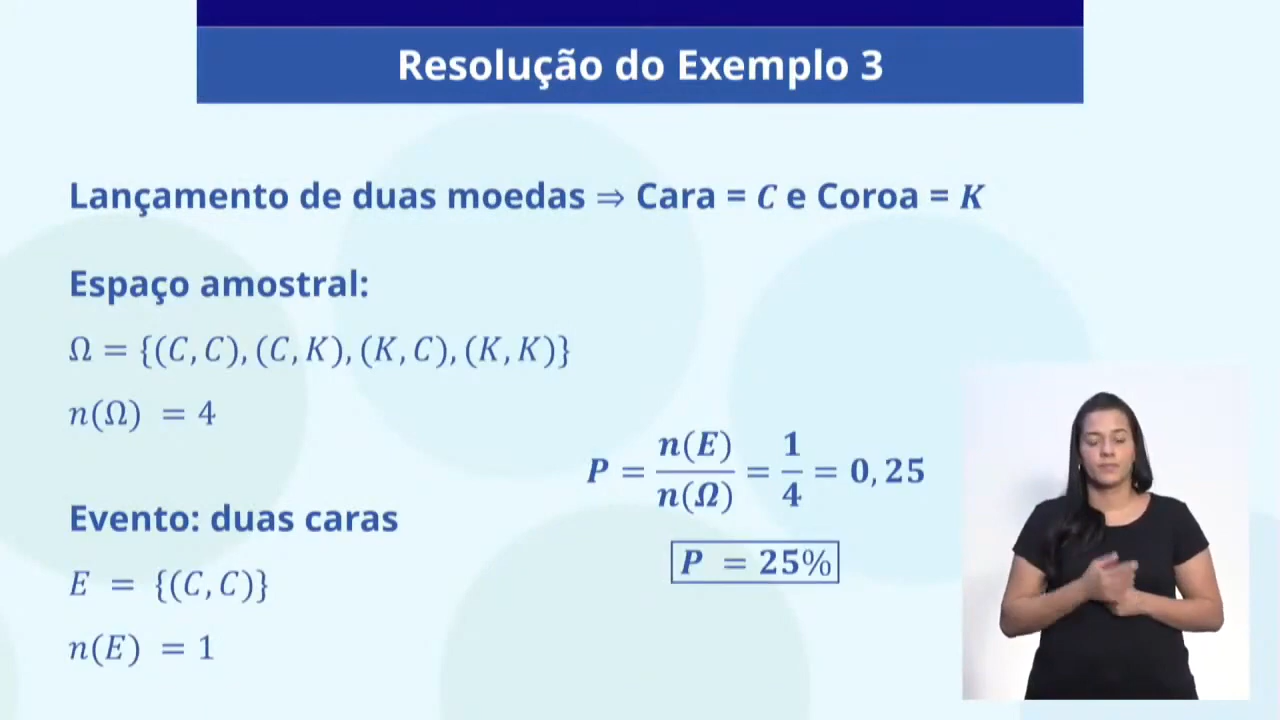 Resolução do Exemplo 3
Lançamento de duas moedas ⇒ Cara = C e Coroa = K
Espaço amostral:
Ω = {(C, C), (C, K), (K, C), (K, K)}
n(Ω) = 4
P = n(E)/n(Ω) = 1/4 = 0,25
P = 25%
Evento: duas caras
E = {(C, C)}
n(E) = 1